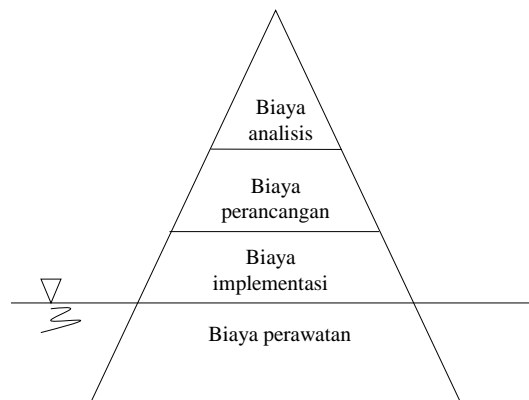 Biaya
analisis
Biaya
perancangan
Biaya
implementasi
Biaya perawatan